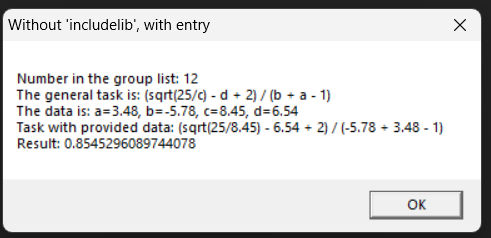 Without 'includelib', with entry
Number in the group list: 12
The general task is: (sqrt(25/c) - d + 2) / (b + a - 1)
The data is: a=3.48, b=-5.78, c=8.45, d=6.54
Task with provided data: (sqrt(25/8.45) - 6.54 + 2) / (-5.78 + 3.48 - 1)
Result: 0.8545296089744078
OK